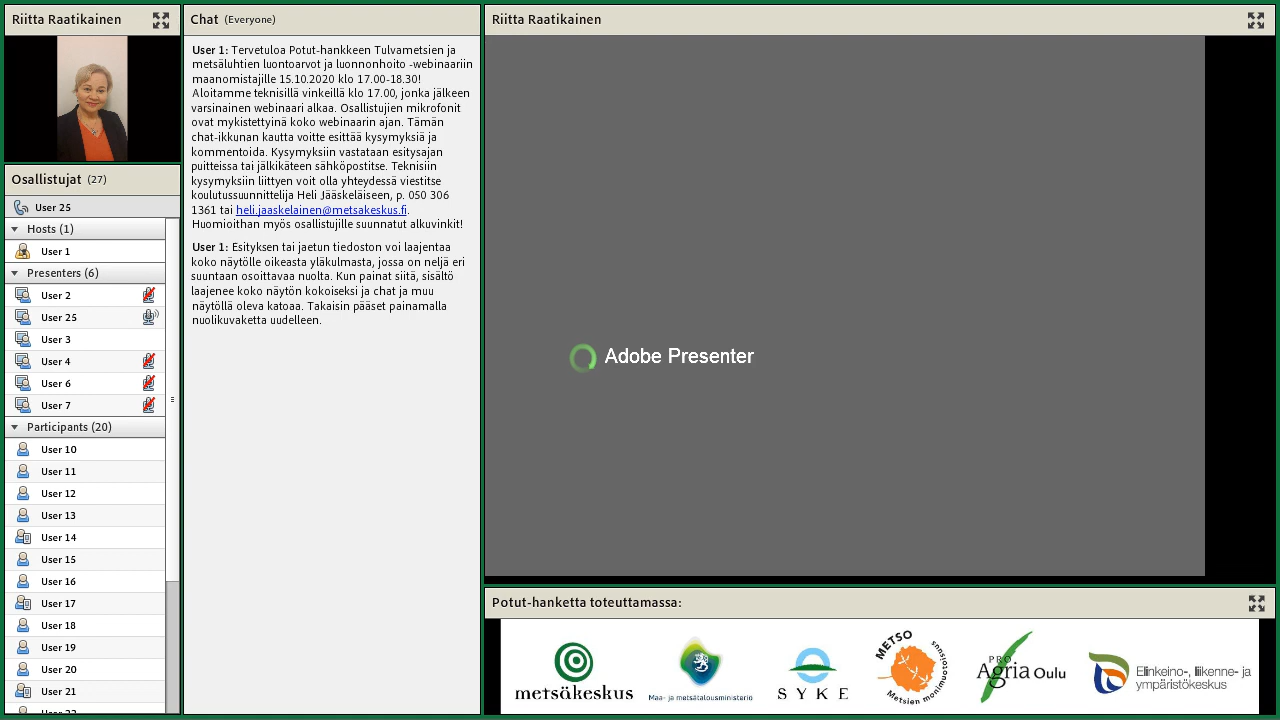 Riitta Raatikainen
Osallistujat (27)
User 25
Hosts (1)
User 1
Presenters (6)
User 2
User 25
User 3
User 4
User 6
User 7
Participants (20)
User 10
User 11
User 12
User 13
User 14
User 15
User 16
User 17
User 18
User 19
User 20
User 21
Chat (Everyone)
User 1: Tervetuloa Potut-hankkeen Tulvametsien ja
metsäluhtien luontoarvot ja luonnonhoito -webinaariin
maanomistajille 15.10.2020 klo 17.00-18.30!
Aloitamme teknisillä vinkeillä klo 17.00, jonka jälkeen
varsinainen webinaari alkaa. Osallistujien mikrofonit
ovat mykistettyinä koko webinaarin ajan. Tämän
chat-ikkunan kautta voitte esittää kysymyksiä ja
kommentoida. Kysymyksiin vastataan esitysajan
puitteissa tai jälkikäteen sähköpostitse. Teknisiin
kysymyksiin liittyen voit olla yhteydessä viestitse
koulutussuunnittelija Heli Jääskeläiseen, p. 050 306
1361 tai heli.jaaskelainen@metsakeskus.fi.
Huomioithan myös osallistujille suunnatut alkuvinkit!
User 1: Esityksen tai jaetun tiedoston voi laajentaa
koko näytölle oikeasta yläkulmasta, jossa on neljä eri
suuntaan osoittavaa nuolta. Kun painat siitä, sisältö
laajenee koko näytön kokoiseksi ja chat ja muu
näytöllä oleva katoaa. Takaisin pääset painamalla
nuolikuvaketta uudelleen.
Riitta Raatikainen
Adobe Presenter
Potut-hanketta toteuttamassa:
metsäkeskus
Maa- ja metsätalousministeriö
SYKE
METSO
Metsien monimuotoisuus
PRO
Agria Oulu
Elinkeino-, liikenne- ja
ympäristökeskus